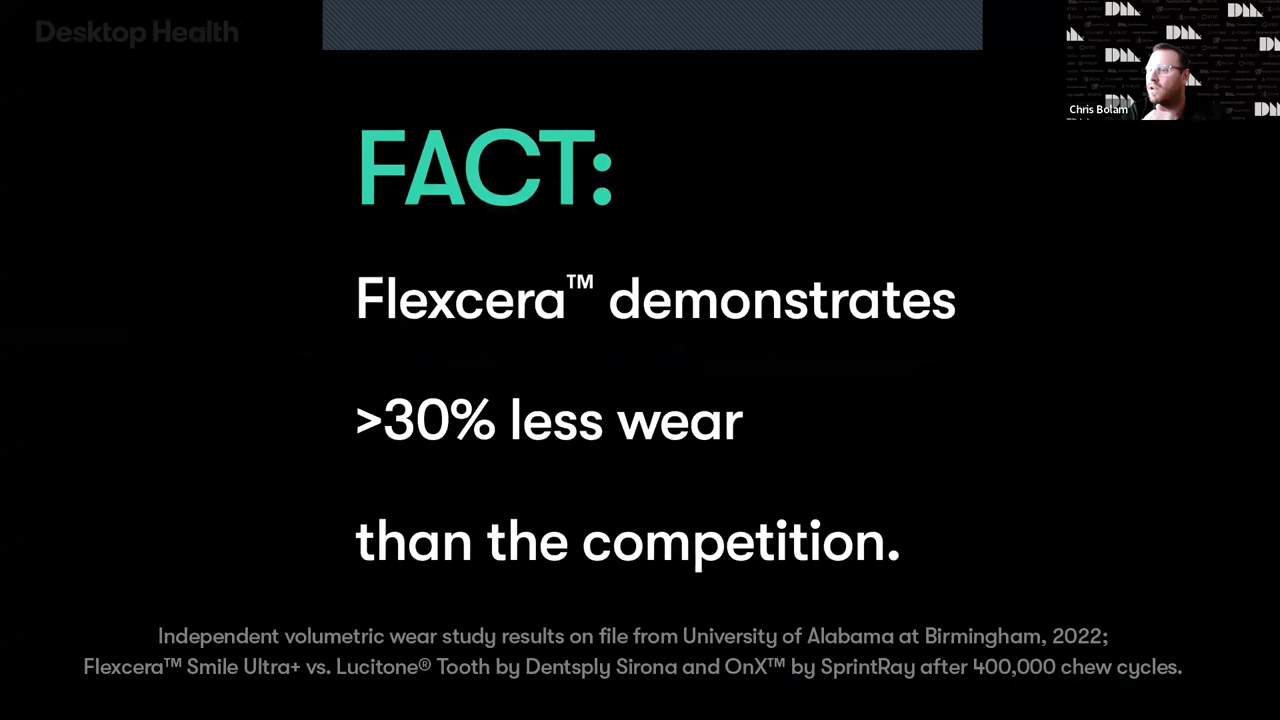 Desktop Health
Chris Bolam
FACT:
Flexcera™ demonstrates
>30% less wear
than the competition.
Independent volumetric wear study results on file from University of Alabama at Birmingham, 2022;
Flexcera™ Smile Ultra+ vs. Lucitone® Tooth by Dentsply Sirona and OnX™ by SprintRay after 400,000 chew cycles.